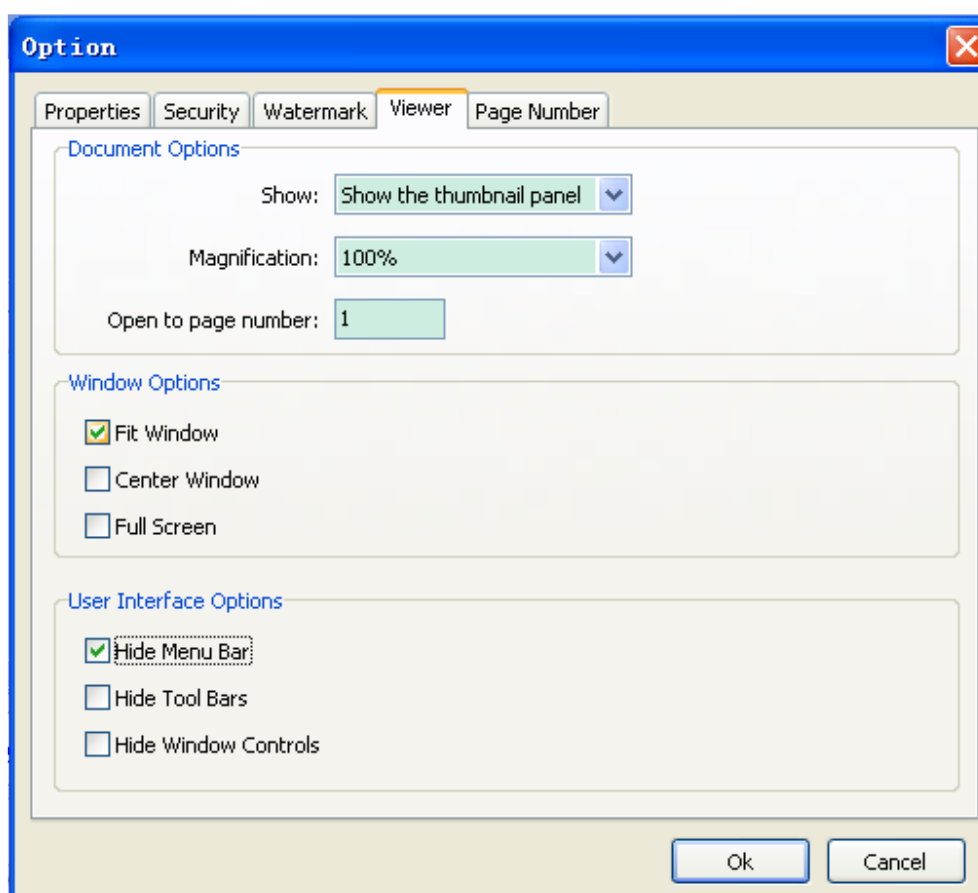 Option
Properties Security Watermark Viewer Page Number
Document Options
Show: Show the thumbnail panel
Magnification: 100%
Open to page number: 1
Window Options
Fit Window
Center Window
Full Screen
User Interface Options
Hide Menu Bar
Hide Tool Bars
Hide Window Controls
Ok Cancel